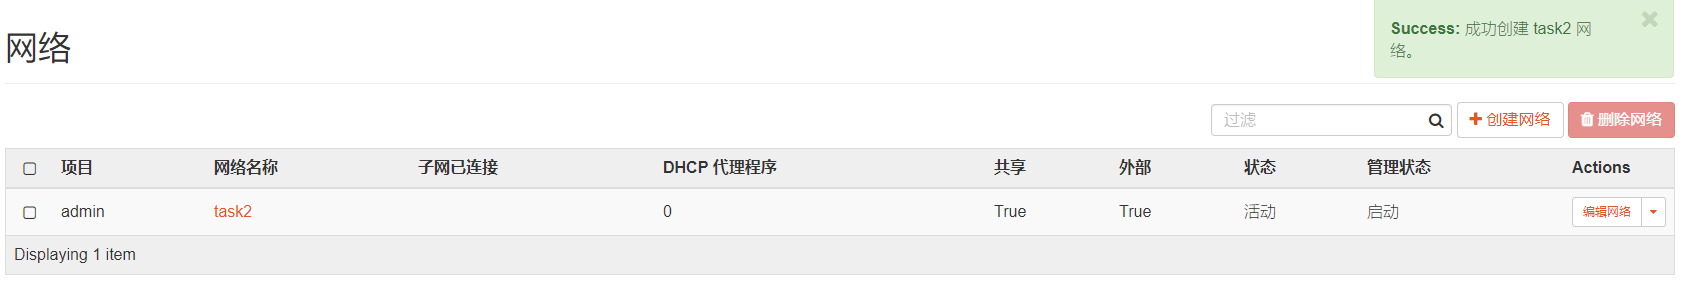 Success: 成功创建 task2 网
络。
网络
过滤
创建网络
删除网络
项目 网络名称 子网已连接 DHCP 代理程序 共享 外部 状态 管理状态 Actions
admin task2 0 True True 活动 启动 编辑网络
Displaying 1 item